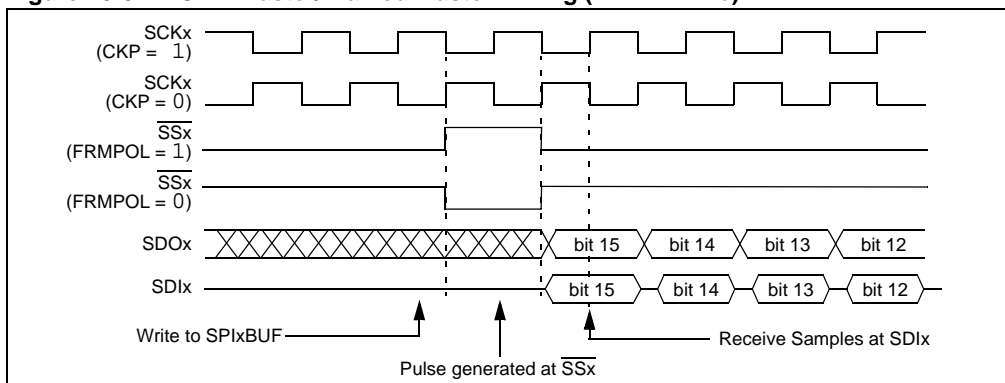 SCKx
(CKP = 1)
SCKx
(CKP = 0)
SSx
(FRMPOL = 1)
SSx
(FRMPOL = 0)
SDOx bit 15 bit 14 bit 13 bit 12
SDIx bit 15 bit 14 bit 13 bit 12
Write to SPIxBUF
Receive Samples at SDIx
Pulse generated at SSx